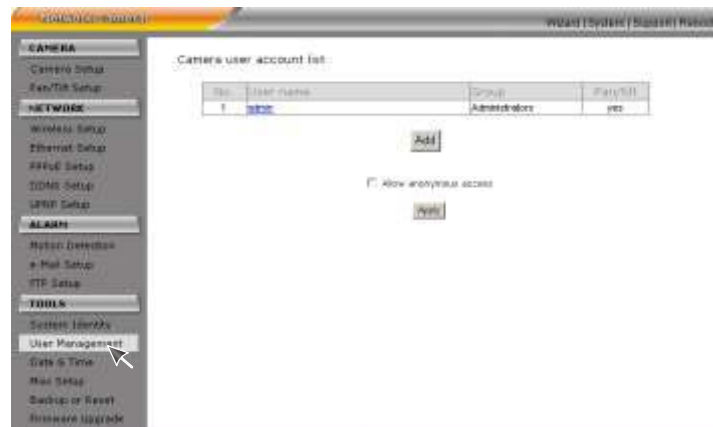 Wizard | System | Support | Reboot
CAMERA
Camera Setup
Pan/Tilt Setup
NETWORK
Wireless Setup
Ethernet Setup
PPPoE Setup
DDNS Setup
UPNP Setup
ALARM
Motion Detection
e-Mail Setup
FTP Setup
TOOLS
System Identity
User Management
Date & Time
Misc Setup
Backup or Reset
Firmware Upgrade
Camera user account list
No. User name Group Pan/Tilt
1 admin Administrators yes
Add
Allow anonymous access
Apply